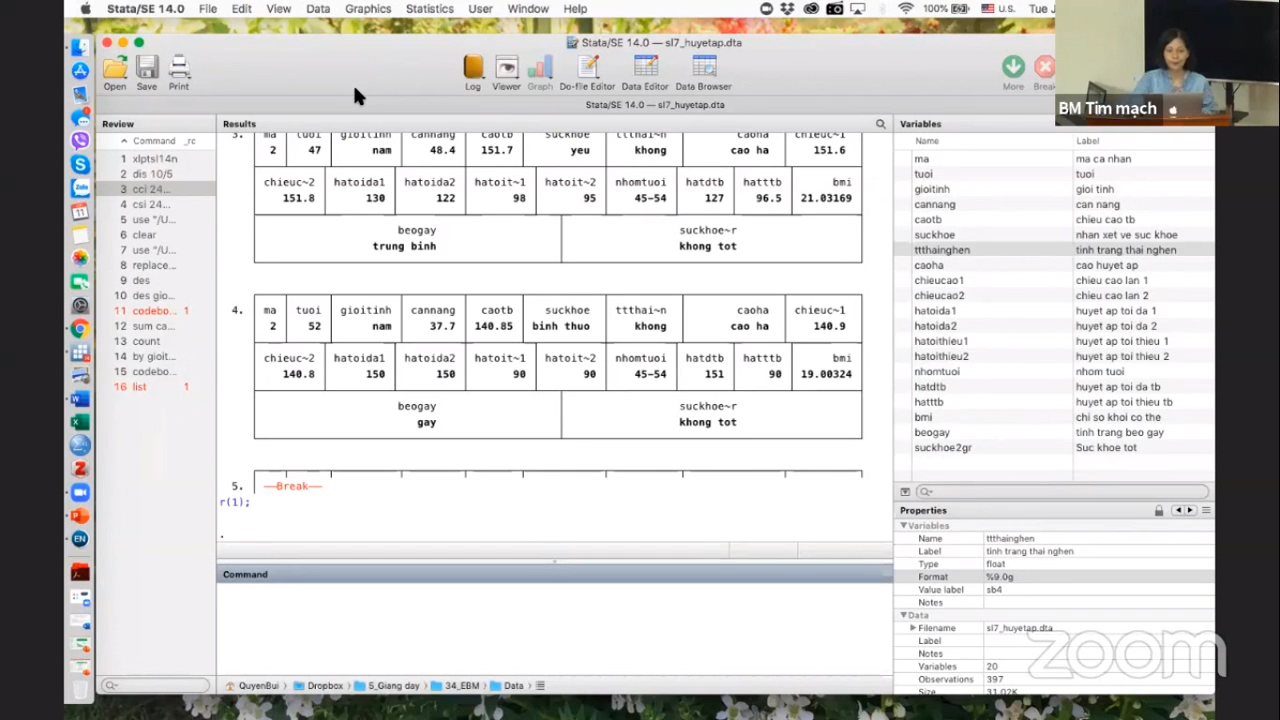 Stata/SE 14.0 File Edit View Data Graphics Statistics User Window Help 100% U.S. Tue J
Stata/SE 14.0 — sl7_huyetap.dta
Open Save Print Log Viewer Graph Do-file Editor Data Editor Data Browser More Break
Stata/SE 14.0 — sl7_huyetap.dta
BM Tim mạch
Review Results Variables
Command _rc
1 xlptsl14n
2 dis 10/5
3 cci 24...
4 csi 24...
5 use "/U...
6 clear
7 use "/U...
8 replace...
9 des
10 des gio...
11 codebo... 1
12 sum ca...
13 count
14 by gioit...
15 codebo...
16 list 1
3. ma tuoi gioitinh cannang caotb suckhoe ttthai~n caoha chieuc~1
2 47 nam 48.4 151.7 yeu khong cao ha 151.6
chieuc~2 hatoida1 hatoida2 hatoit~1 hatoit~2 nhomtuoi hatdtb hatttb bmi
151.8 130 122 98 95 45-54 127 96.5 21.03169
beogay suckhoe~r
trung binh khong tot
4. ma tuoi gioitinh cannang caotb suckhoe ttthai~n caoha chieuc~1
2 52 nam 37.7 140.85 binh thuo khong cao ha 140.9
chieuc~2 hatoida1 hatoida2 hatoit~1 hatoit~2 nhomtuoi hatdtb hatttb bmi
140.8 150 150 90 90 45-54 151 90 19.00324
beogay suckhoe~r
gay khong tot
5. —Break—
r(1);
.
Command
Name Label
ma ma ca nhan
tuoi tuoi
gioitinh gioi tinh
cannang can nang
caotb chieu cao tb
suckhoe nhan xet ve suc khoe
ttthainghen tinh trang thai nghen
caoha cao huyet ap
chieucao1 chieu cao lan 1
chieucao2 chieu cao lan 2
hatoida1 huyet ap toi da 1
hatoida2 huyet ap toi da 2
hatoithieu1 huyet ap toi thieu 1
hatoithieu2 huyet ap toi thieu 2
nhomtuoi nhom tuoi
hatdtb huyet ap toi da tb
hatttb huyet ap toi thieu tb
bmi chi so khoi co the
beogay tinh trang beo gay
suckhoe2gr Suc khoe tot
Properties
Variables
Name ttthainghen
Label tinh trang thai nghen
Type float
Format %9.0g
Value label sb4
Notes
Data
Filename sl7_huyetap.dta
Label
Notes
Variables 20
Observations 397
Size 31.02K
zoom
QuyenBui Dropbox 5_Giang day 34_EBM Data